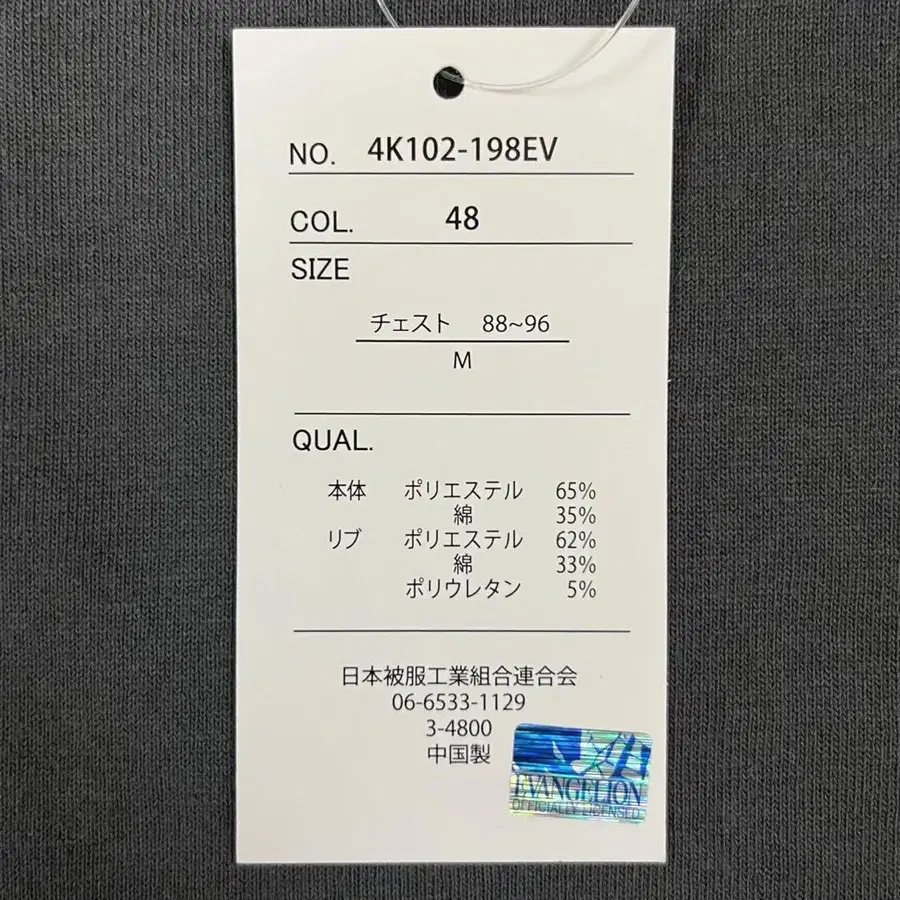 NO. 4K102-198EV
COL. 48
SIZE
チェスト 88~96
M
QUAL.
本体 ポリエステル 65%
綿 35%
リブ ポリエステル 62%
綿 33%
ポリウレタン 5%
日本被服工業組合連合会
06-6533-1129
3-4800
中国製
EVANGELION
OFFICIALLY LICENSED